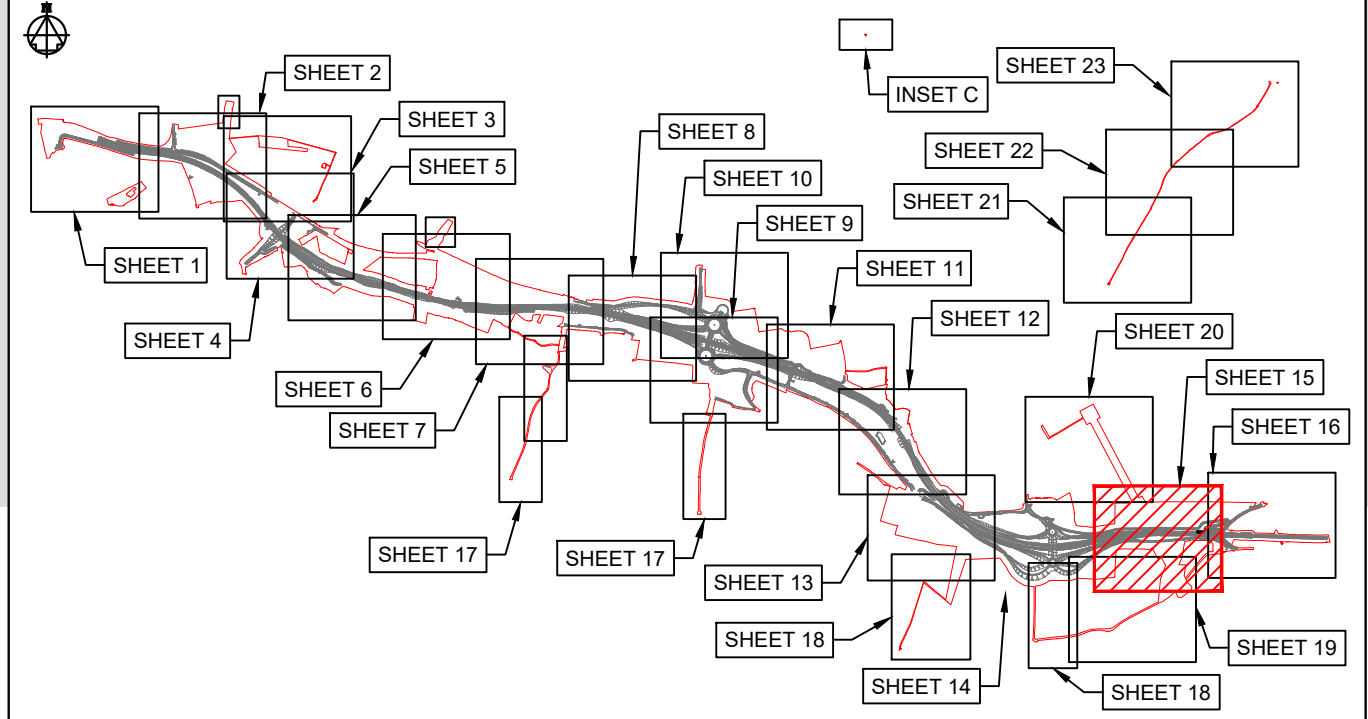 N
SHEET 2
SHEET 3
SHEET 5
SHEET 1
SHEET 4
SHEET 6
SHEET 7
SHEET 17
SHEET 8
SHEET 10
SHEET 9
SHEET 11
SHEET 12
INSET C
SHEET 23
SHEET 22
SHEET 21
SHEET 20
SHEET 15
SHEET 16
SHEET 17
SHEET 13
SHEET 18
SHEET 14
SHEET 19
SHEET 18